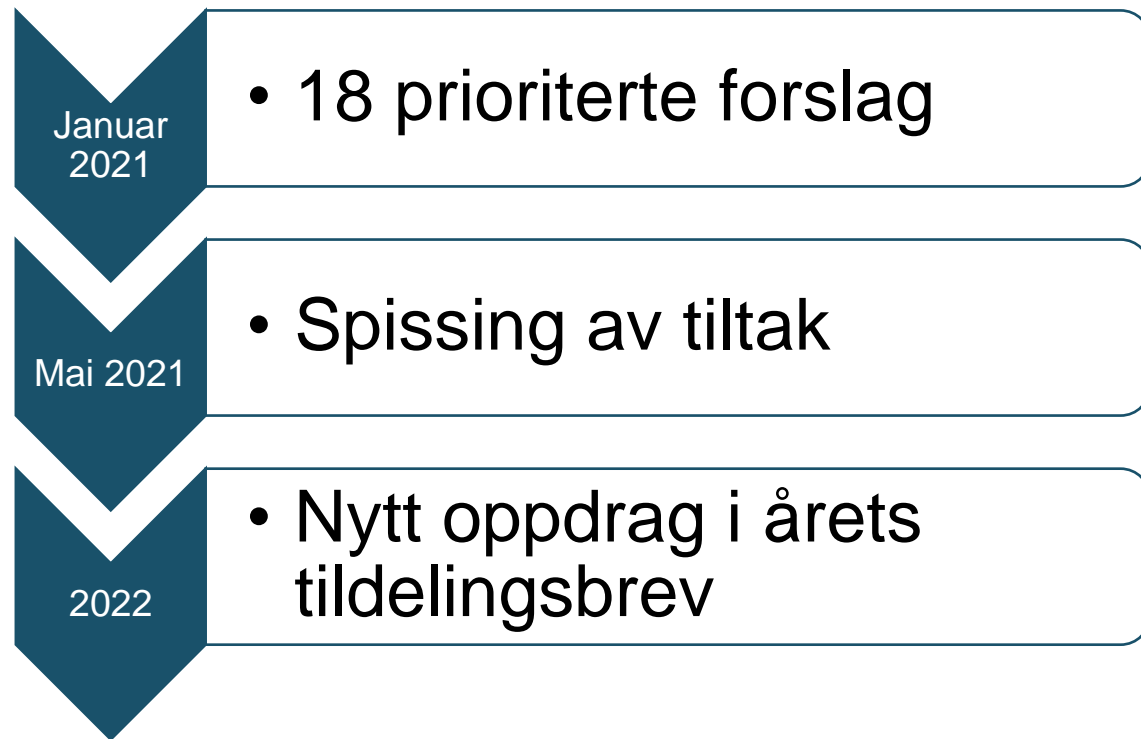 Januar
2021
• 18 prioriterte forslag
Mai 2021
• Spissing av tiltak
2022
• Nytt oppdrag i årets
tildelingsbrev